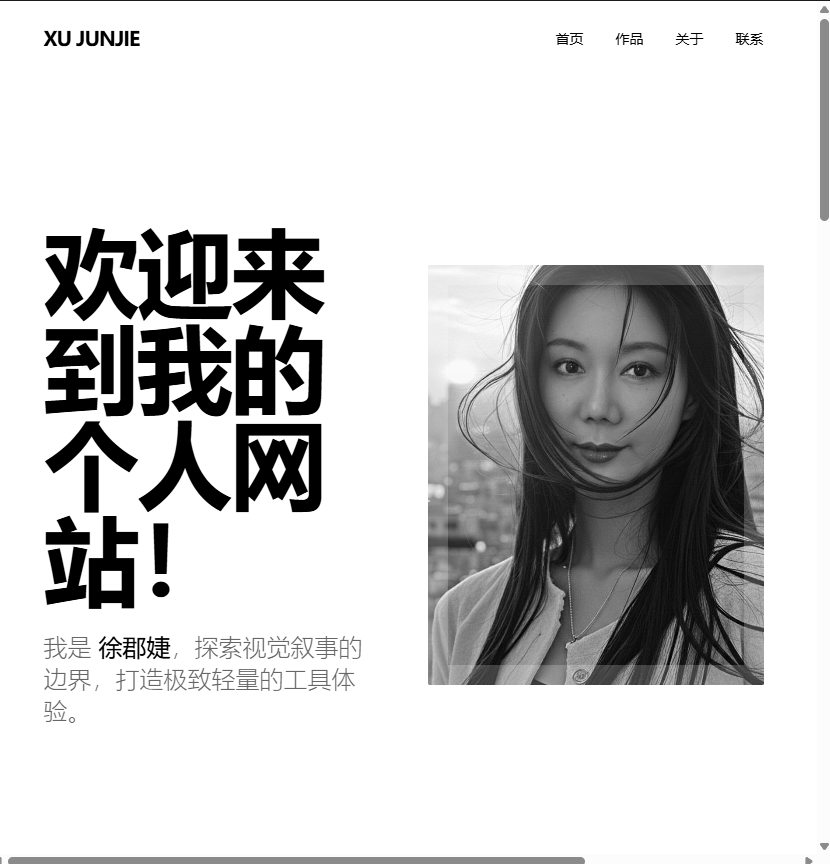 XU JUNJIE
首页 作品 关于 联系
欢迎来
到我的
个人网
站!
我是 徐郡婕，探索视觉叙事的
边界，打造极致轻量的工具体
验。